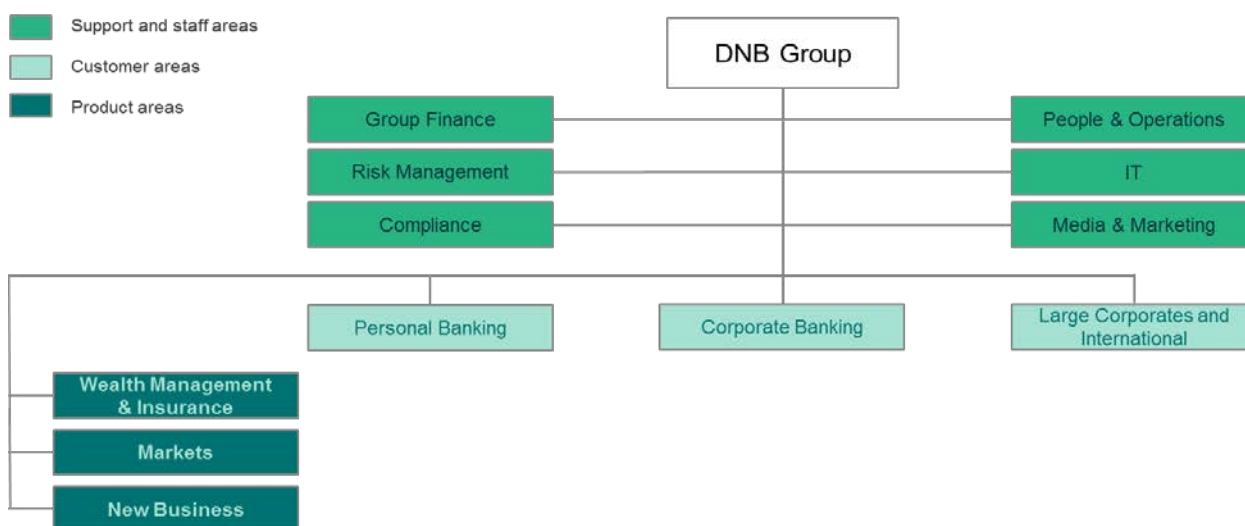 Support and staff areas
Customer areas
Product areas
DNB Group
Group Finance
People & Operations
Risk Management
IT
Compliance
Media & Marketing
Personal Banking
Corporate Banking
Large Corporates and
International
Wealth Management
& Insurance
Markets
New Business